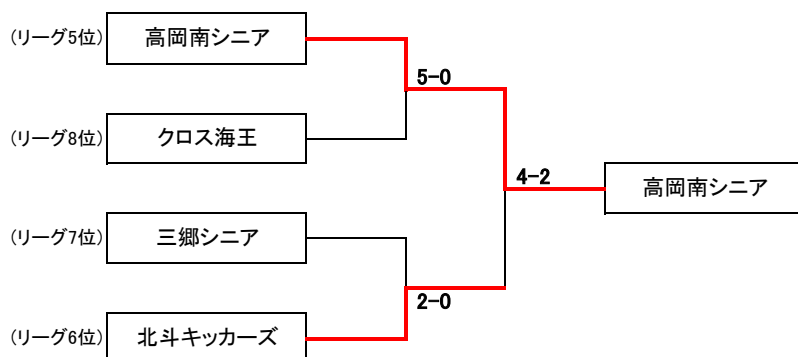 (リーグ5位)
高岡南シニア
5-0
(リーグ8位)
クロス海王
4-2
高岡南シニア
(リーグ7位)
三郷シニア
2-0
(リーグ6位)
北斗キッカーズ